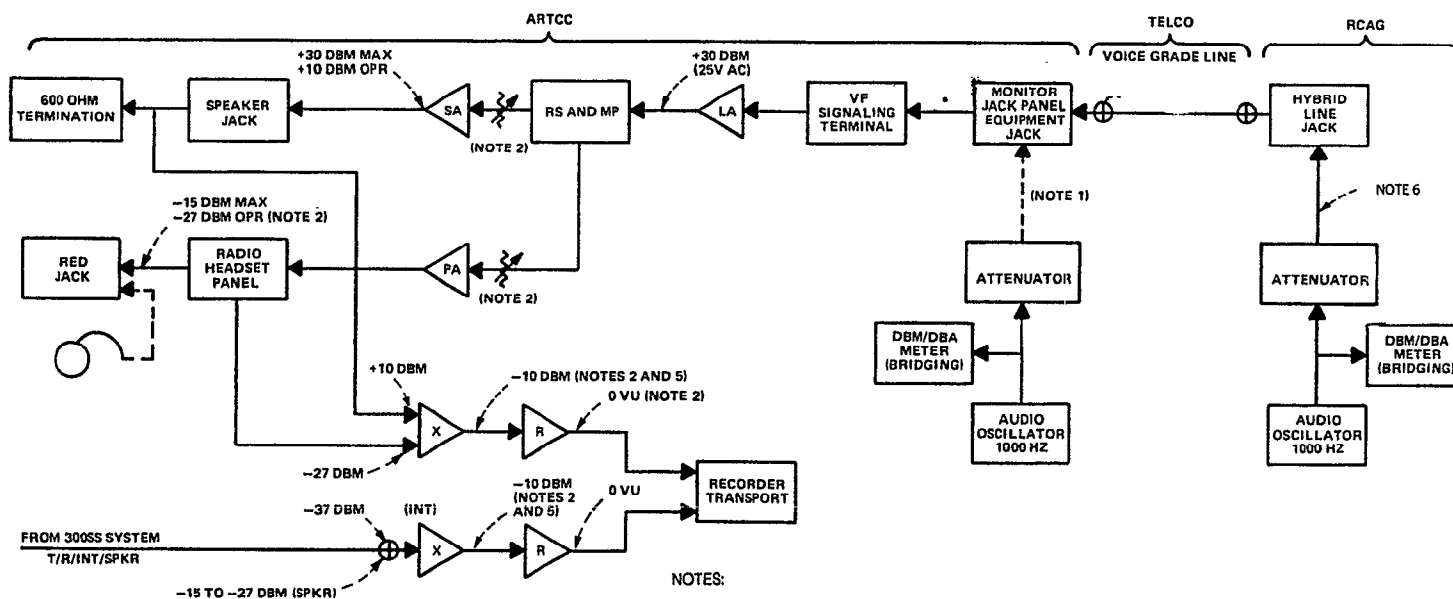 ARTCC
TELCO
VOICE GRADE LINE
RCAG
+30 DBM MAX
+10 DBM OPR
+30 DBM
(25V AC)
600 OHM
TERMINATION
SPEAKER
JACK
SA
(NOTE 2)
RS AND MP
LA
VF
SIGNALING
TERMINAL
MONITOR
JACK PANEL
EQUIPMENT
JACK
HYBRID
LINE
JACK
(NOTE 1)
NOTE 6
−15 DBM MAX
−27 DBM OPR (NOTE 2)
RED
JACK
RADIO
HEADSET
PANEL
PA
(NOTE 2)
ATTENUATOR
ATTENUATOR
DBM/DBA
METER
(BRIDGING)
DBM/DBA
METER
(BRIDGING)
AUDIO
OSCILLATOR
1000 HZ
AUDIO
OSCILLATOR
1000 HZ
+10 DBM
−10 DBM (NOTES 2 AND 5)
0 VU (NOTE 2)
X
R
−27 DBM
RECORDER
TRANSPORT
−37 DBM
(INT)
−10 DBM
(NOTES 2
AND 5)
0 VU
FROM 300SS SYSTEM
T/R/INT/SPKR
X
R
−15 TO −27 DBM (SPKR)
NOTES: